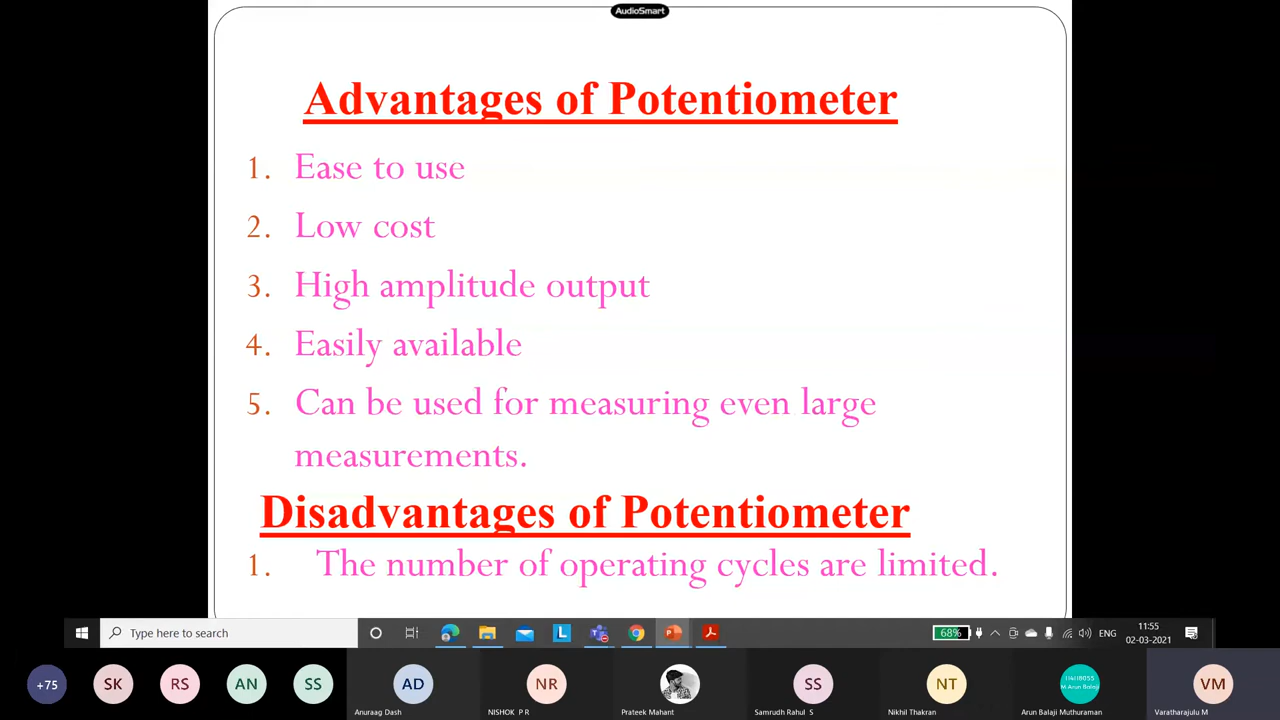 AudioSmart
Advantages of Potentiometer
1. Ease to use
2. Low cost
3. High amplitude output
4. Easily available
5. Can be used for measuring even large
measurements.
Disadvantages of Potentiometer
1. The number of operating cycles are limited.
Type here to search
L
68%
ENG
11:55
02-03-2021
+75
SK
RS
AN
SS
AD
Anuraag Dash
NR
NISHOK P R
Prateek Mahant
SS
Samrudh Rahul S
NT
Nikhil Thakran
114118055
M Arun Balaji
Arun Balaji Muthuraman
VM
Varatharajulu M